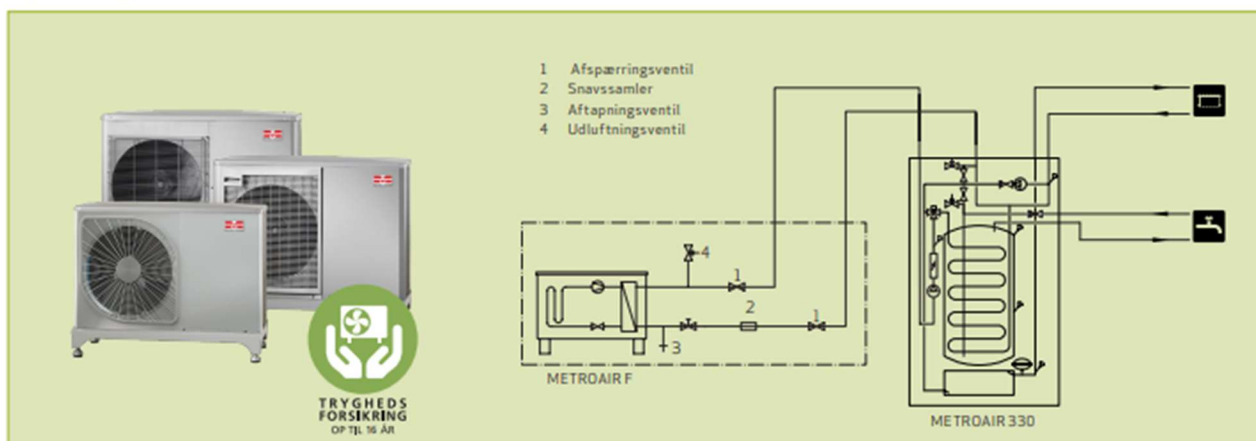 1 Afspærringsventil
2 Snavssamler
3 Aftapningsventil
4 Udluftningsventil
4
1
2
1
3
METROAIR F
METROAIR 330
TRYGHEDS
FORSIKRING
OP TIL 16 ÅR